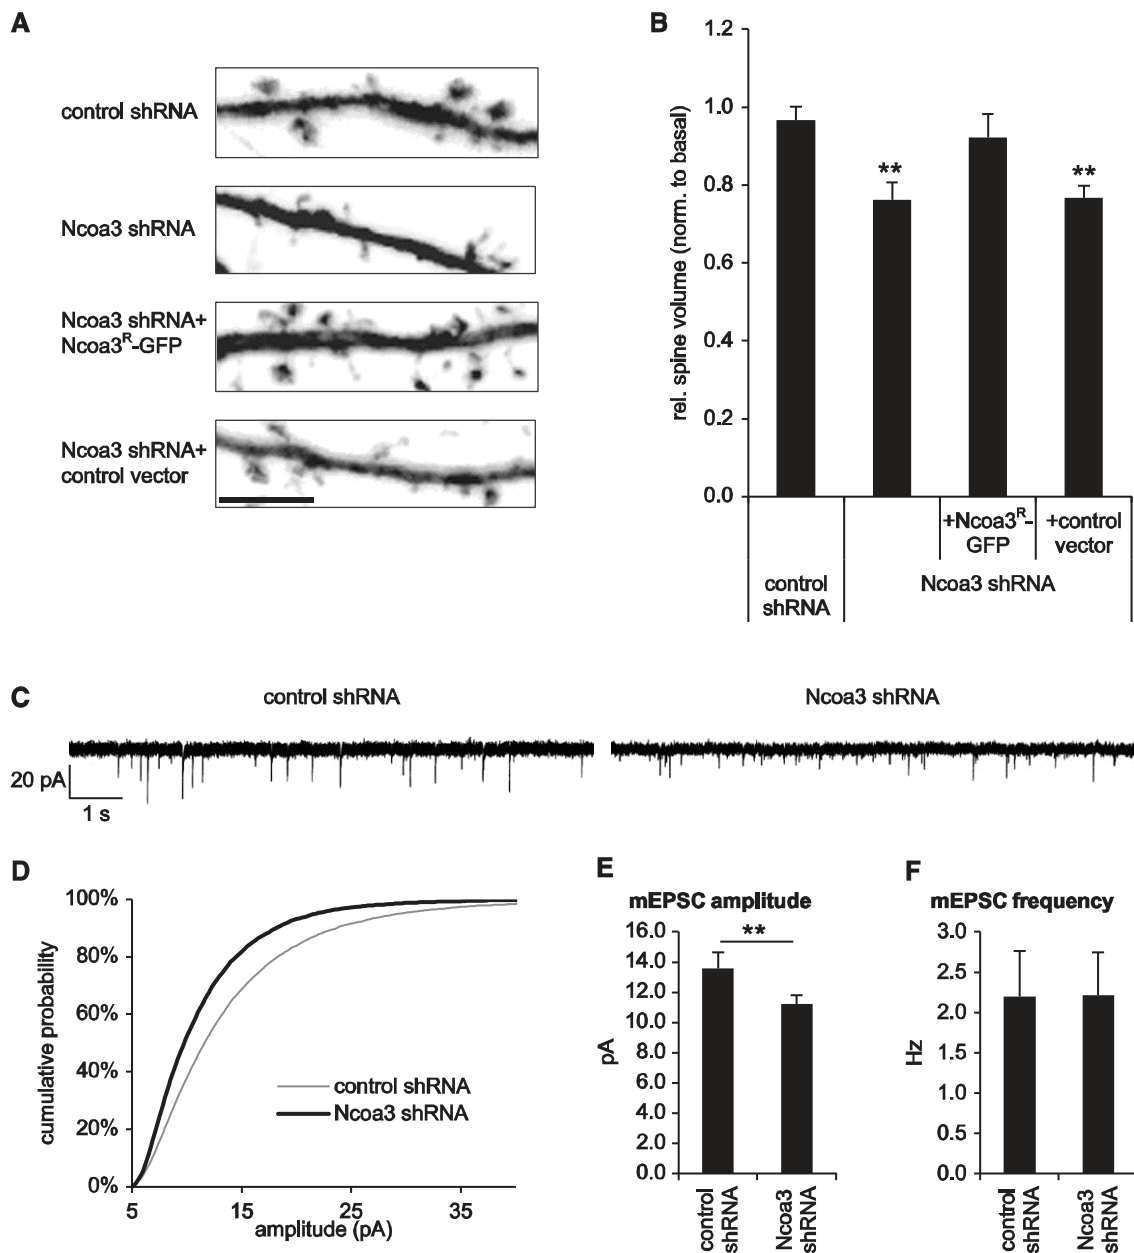 A
control shRNA
Ncoa3 shRNA
Ncoa3 shRNA+
Ncoa3ᴿ-GFP
Ncoa3 shRNA+
control vector
B
rel. spine volume (norm. to basal)
1.2
1.0
0.8
0.6
0.4
0.2
0.0
**
**
+Ncoa3ᴿ-
GFP
+control
vector
control
shRNA
Ncoa3 shRNA
C
control shRNA
Ncoa3 shRNA
20 pA
1 s
D
cumulative probability
100%
80%
60%
40%
20%
0%
control shRNA
Ncoa3 shRNA
5
15
25
35
amplitude (pA)
E
mEPSC amplitude
pA
16.0
14.0
12.0
10.0
8.0
6.0
4.0
2.0
0.0
**
control
shRNA
Ncoa3
shRNA
F
mEPSC frequency
Hz
3.0
2.5
2.0
1.5
1.0
0.5
0.0
control
shRNA
Ncoa3
shRNA